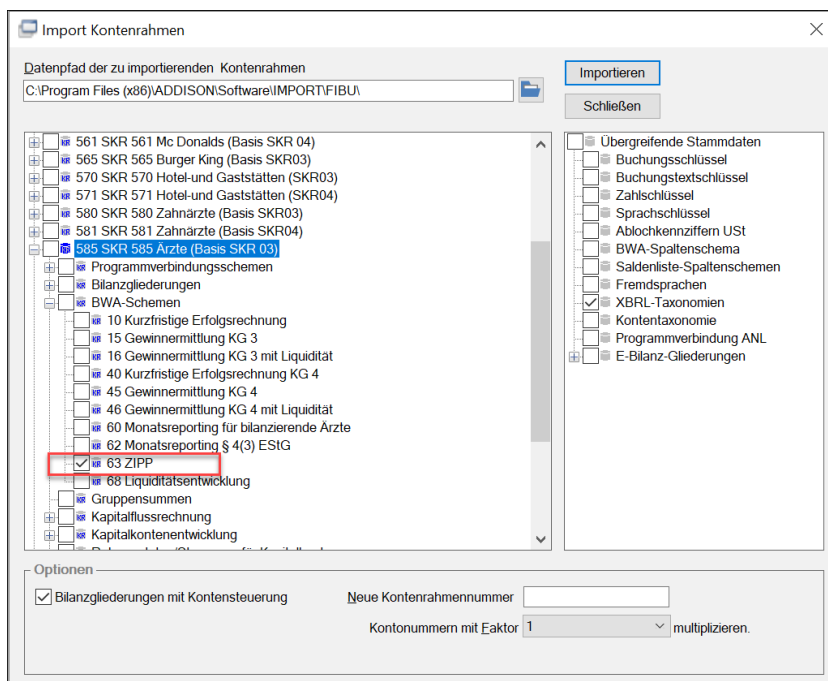 Import Kontenrahmen
Datenpfad der zu importierenden Kontenrahmen
C:\Program Files (x86)\ADDISON\Software\IMPORT\FIBU\
Importieren
Schließen
561 SKR 561 Mc Donalds (Basis SKR 04)
565 SKR 565 Burger King (Basis SKR03)
570 SKR 570 Hotel-und Gaststätten (SKR03)
571 SKR 571 Hotel-und Gaststätten (SKR04)
580 SKR 580 Zahnärzte (Basis SKR03)
581 SKR 581 Zahnärzte (Basis SKR04)
585 SKR 585 Ärzte (Basis SKR 03)
Programmverbindungsschemen
Bilanzgliederungen
BWA-Schemen
10 Kurzfristige Erfolgsrechnung
15 Gewinnermittlung KG 3
16 Gewinnermittlung KG 3 mit Liquidität
40 Kurzfristige Erfolgsrechnung KG 4
45 Gewinnermittlung KG 4
46 Gewinnermittlung KG 4 mit Liquidität
60 Monatsreporting für bilanzierende Ärzte
62 Monatsreporting § 4(3) EStG
63 ZIPP
68 Liquiditätsentwicklung
Gruppensummen
Kapitalflussrechnung
Kapitalkontenentwicklung
Übergreifende Stammdaten
Buchungsschlüssel
Buchungstextschlüssel
Zahlschlüssel
Sprachschlüssel
Ablochkennziffern USt
BWA-Spaltenschema
Saldenliste-Spaltenschemen
Fremdsprachen
XBRL-Taxonomien
Kontentaxonomie
Programmverbindung ANL
E-Bilanz-Gliederungen
Optionen
Bilanzgliederungen mit Kontensteuerung
Neue Kontenrahmennummer
Kontonummern mit Faktor 1 multiplizieren.